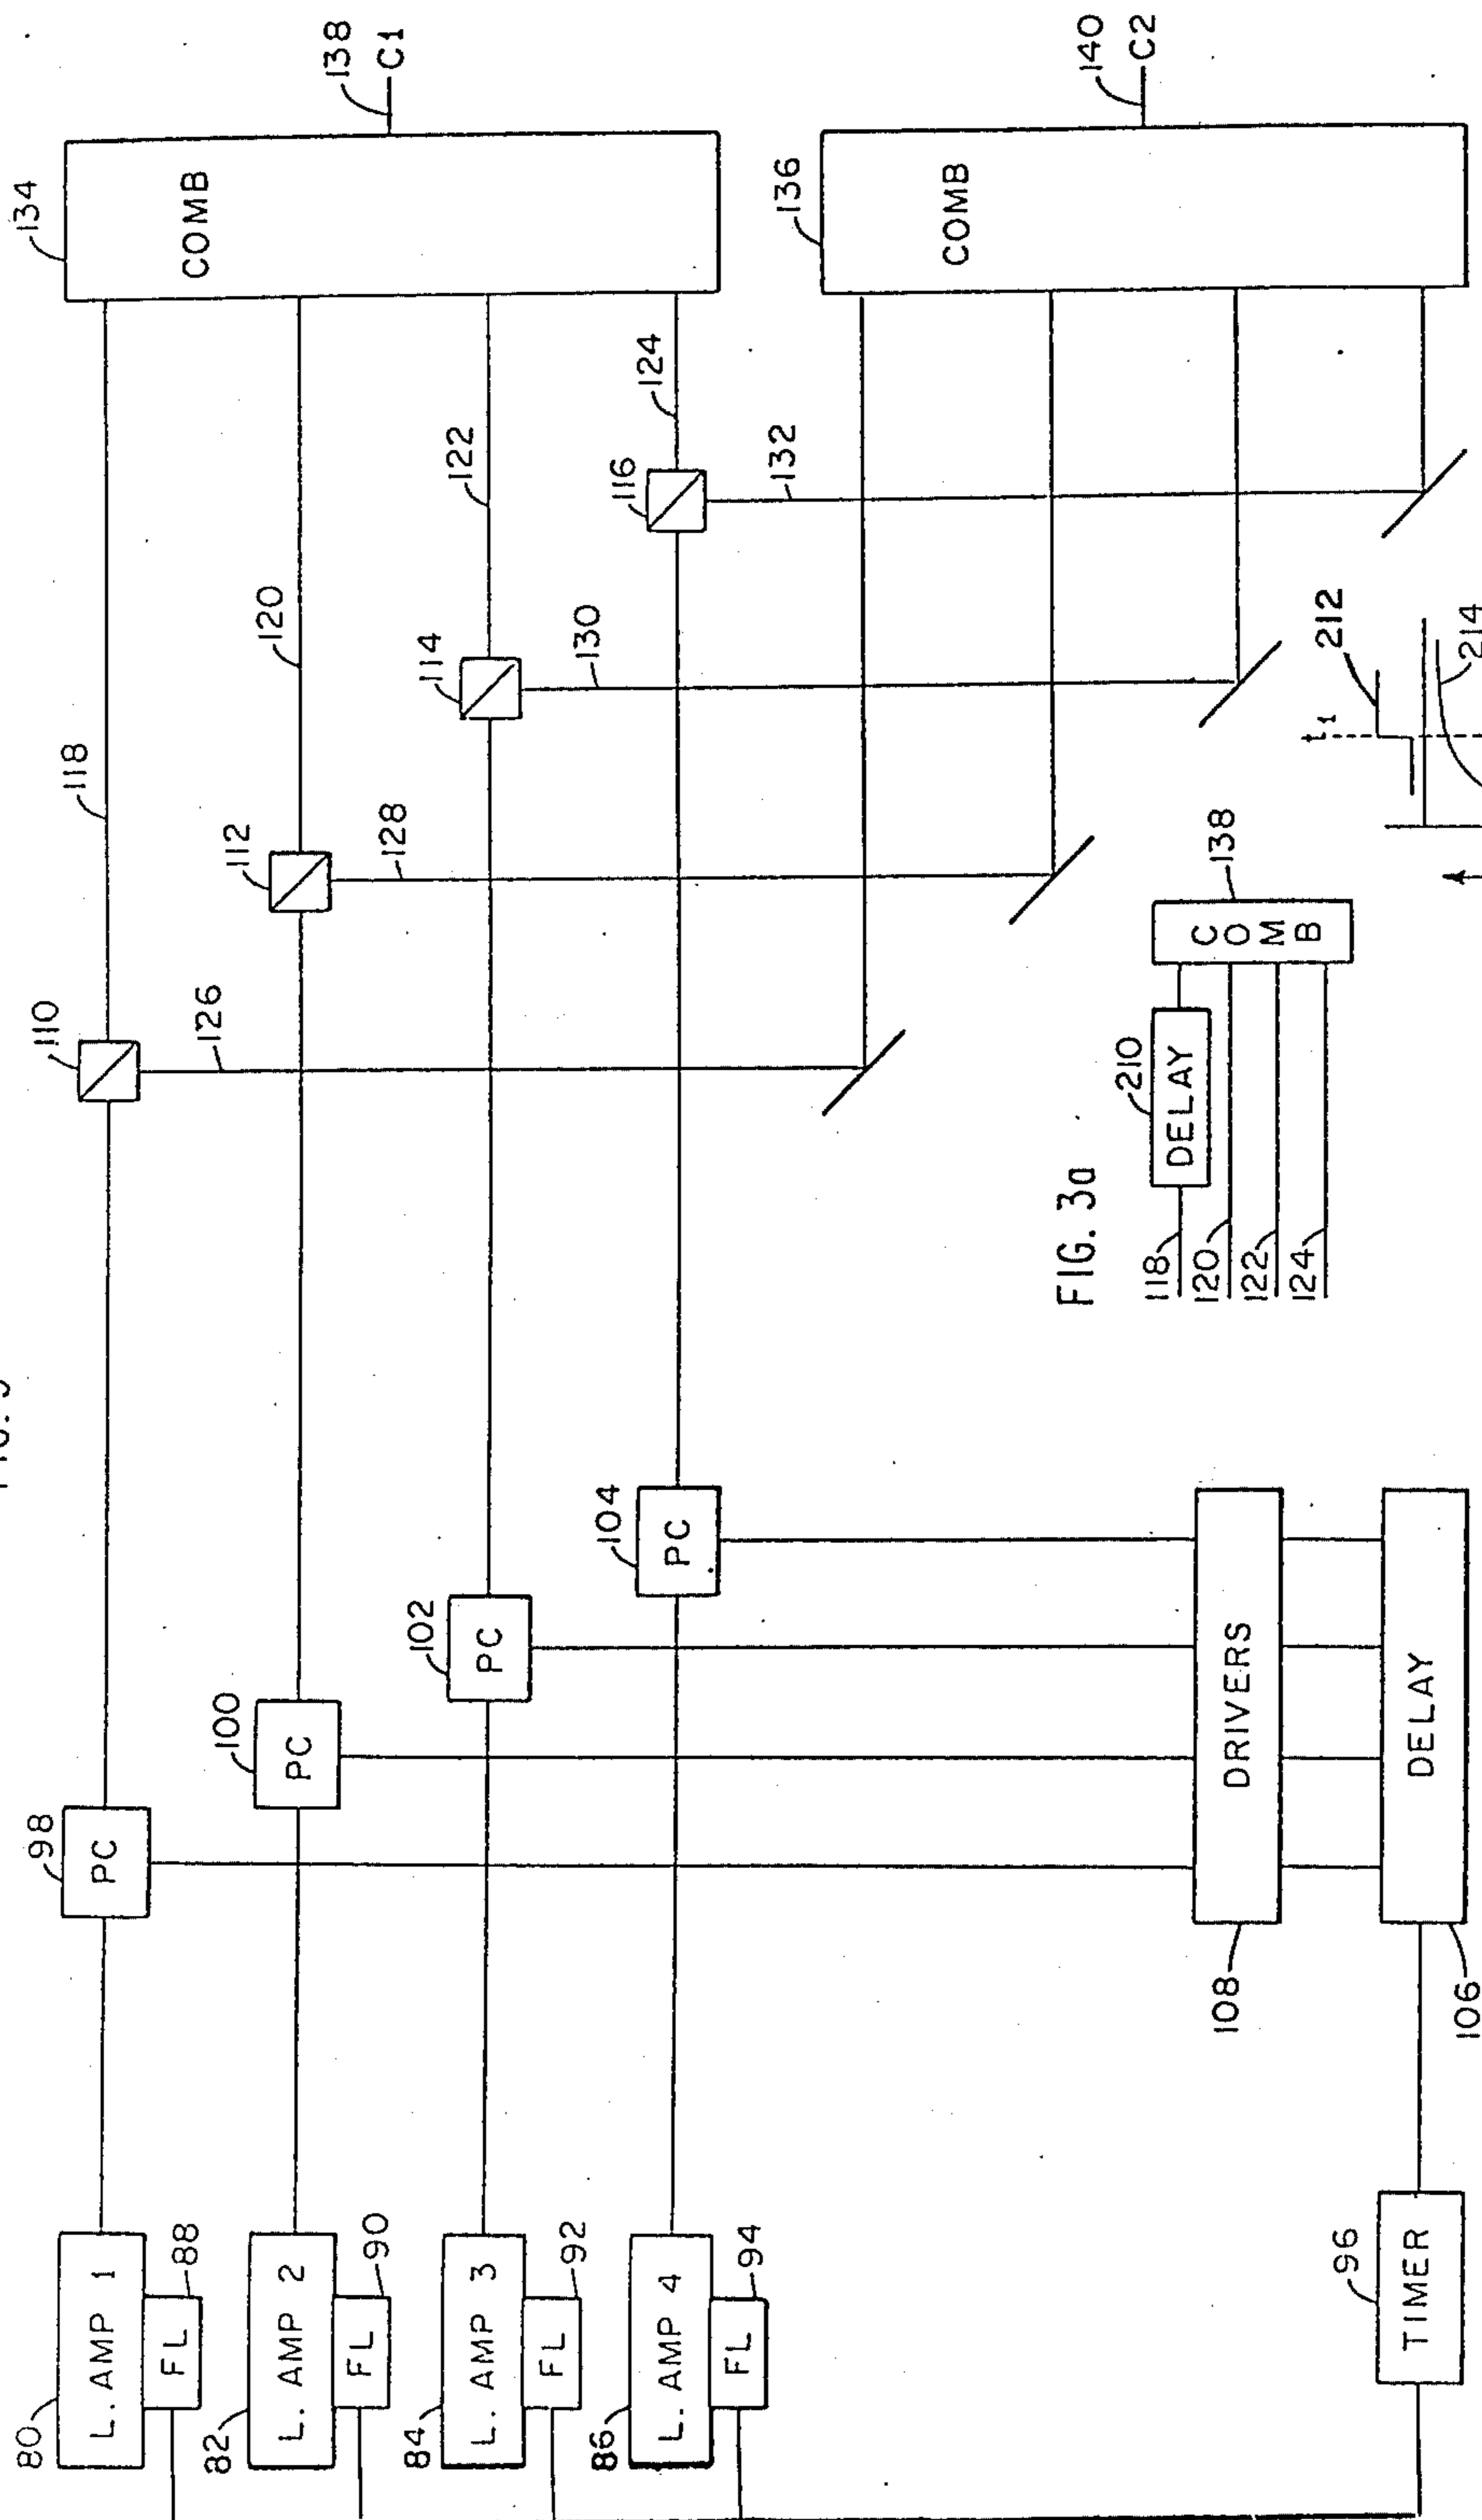 FIG. 3
80
L. AMP 1
88
FL
98
PC
110
118
126
134
COMB
138
C1
82
L. AMP 2
90
FL
100
PC
112
120
128
84
L. AMP 3
92
FL
102
PC
114
122
130
86
L. AMP 4
94
FL
104
PC
116
124
132
136
COMB
140
C2
108
DRIVERS
96
TIMER
106
DELAY
FIG. 3a
118
210
DELAY
120
122
124
COMB
138
t1
212
214